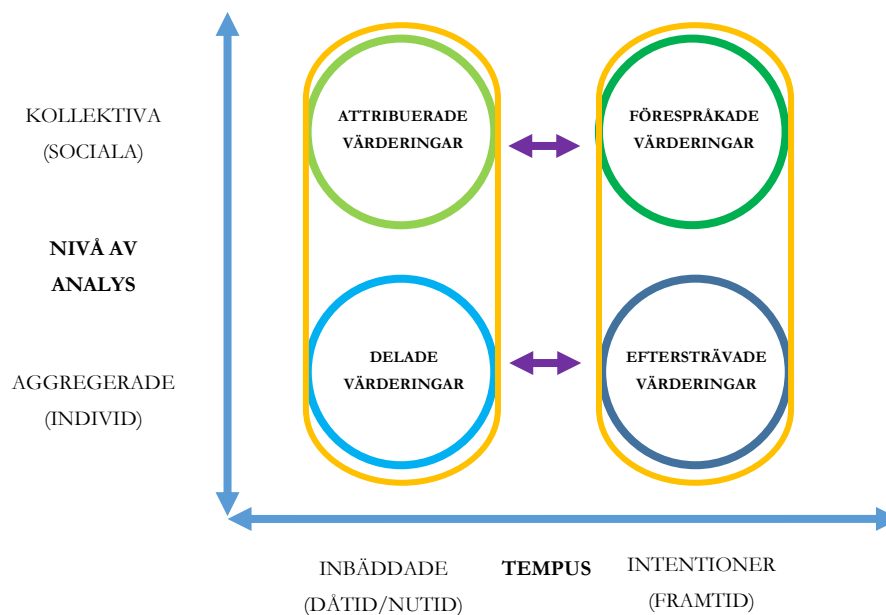 KOLLEKTIVA
(SOCIALA)
ATTRIBUERADE
VÄRDERINGAR
FÖRESPRÅKADE
VÄRDERINGAR
NIVÅ AV
ANALYS
AGGREGERADE
(INDIVID)
DELADE
VÄRDERINGAR
EFTERSTRÄVADE
VÄRDERINGAR
INBÄDDADE
(DÅTID/NUTID)
TEMPUS
INTENTIONER
(FRAMTID)